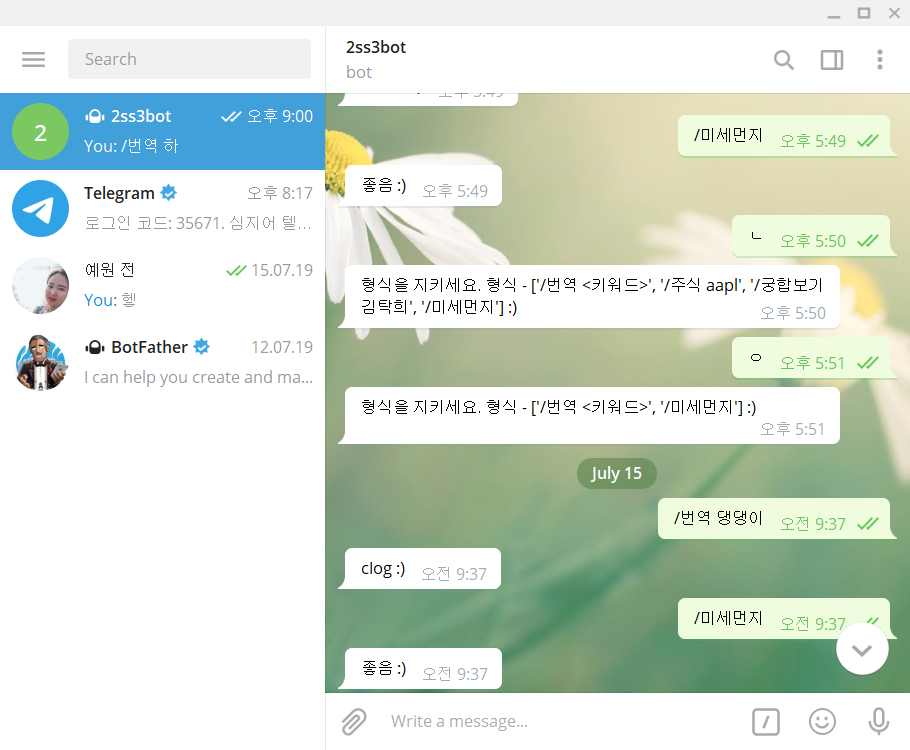 Search
2
2ss3bot
오후 9:00
You: /번역 하
Telegram
오후 8:17
로그인 코드: 35671. 심지어 텔...
예원 전
15.07.19
You: 헿
BotFather
12.07.19
I can help you create and ma...
2ss3bot
bot
오후 5:49
/미세먼지
오후 5:49
좋음 :)
오후 5:49
ㄴ
오후 5:50
형식을 지키세요. 형식 - ['/번역 <키워드>', '/주식 aapl', '/궁합보기
김탁희', '/미세먼지'] :)
오후 5:50
ㅇ
오후 5:51
형식을 지키세요. 형식 - ['/번역 <키워드>', '/미세먼지'] :)
오후 5:51
July 15
/번역 댕댕이
오전 9:37
clog :)
오전 9:37
/미세먼지
오전 9:37
좋음 :)
오전 9:37
Write a message...